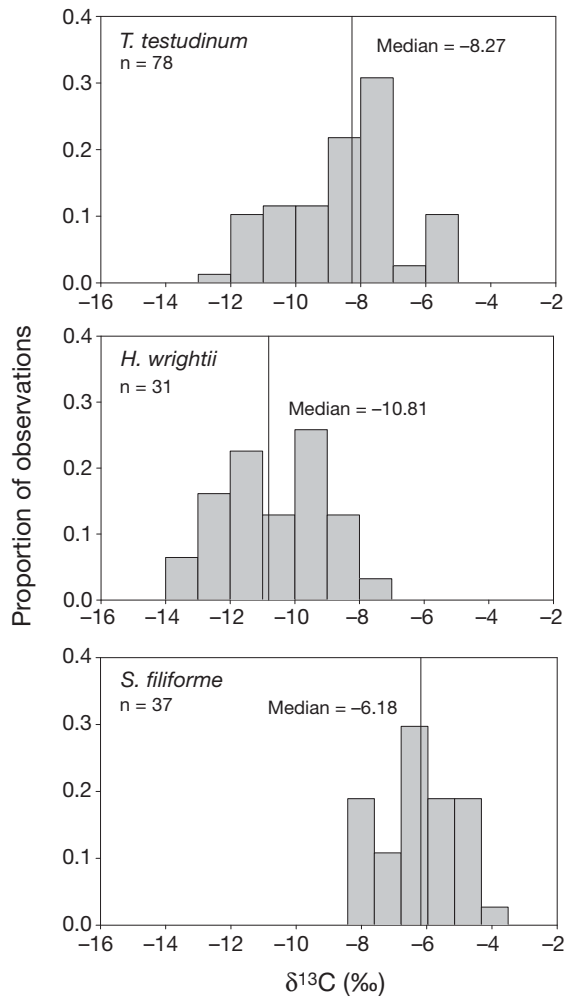 Proportion of observations
0.4
0.3
0.2
0.1
0.0
T. testudinum
n = 78
Median = –8.27
–16 –14 –12 –10 –8 –6 –4 –2
0.4
0.3
0.2
0.1
0.0
H. wrightii
n = 31
Median = –10.81
–16 –14 –12 –10 –8 –6 –4 –2
0.4
0.3
0.2
0.1
0.0
S. filiforme
n = 37
Median = –6.18
–16 –14 –12 –10 –8 –6 –4 –2
δ¹³C (‰)